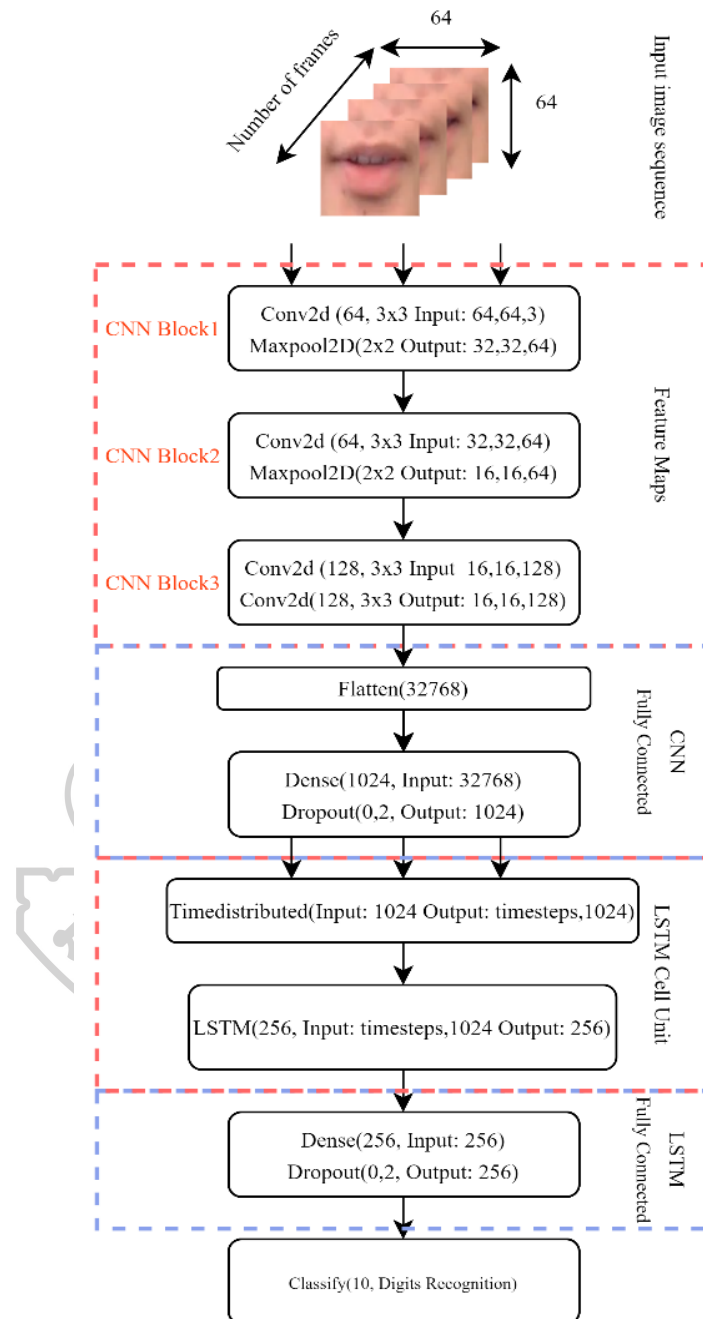 64
Number of frames
64
Input image sequence
CNN Block1
Conv2d (64, 3x3 Input: 64,64,3)
Maxpool2D(2x2 Output: 32,32,64)
CNN Block2
Conv2d (64, 3x3 Input: 32,32,64)
Maxpool2D(2x2 Output: 16,16,64)
Feature Maps
CNN Block3
Conv2d (128, 3x3 Input 16,16,128)
Conv2d(128, 3x3 Output: 16,16,128)
Flatten(32768)
CNN
Fully Connected
Dense(1024, Input: 32768)
Dropout(0,2, Output: 1024)
Timedistributed(Input: 1024 Output: timesteps,1024)
LSTM Cell Unit
LSTM(256, Input: timesteps,1024 Output: 256)
Dense(256, Input: 256)
Dropout(0,2, Output: 256)
LSTM
Fully Connected
Classify(10, Digits Recognition)